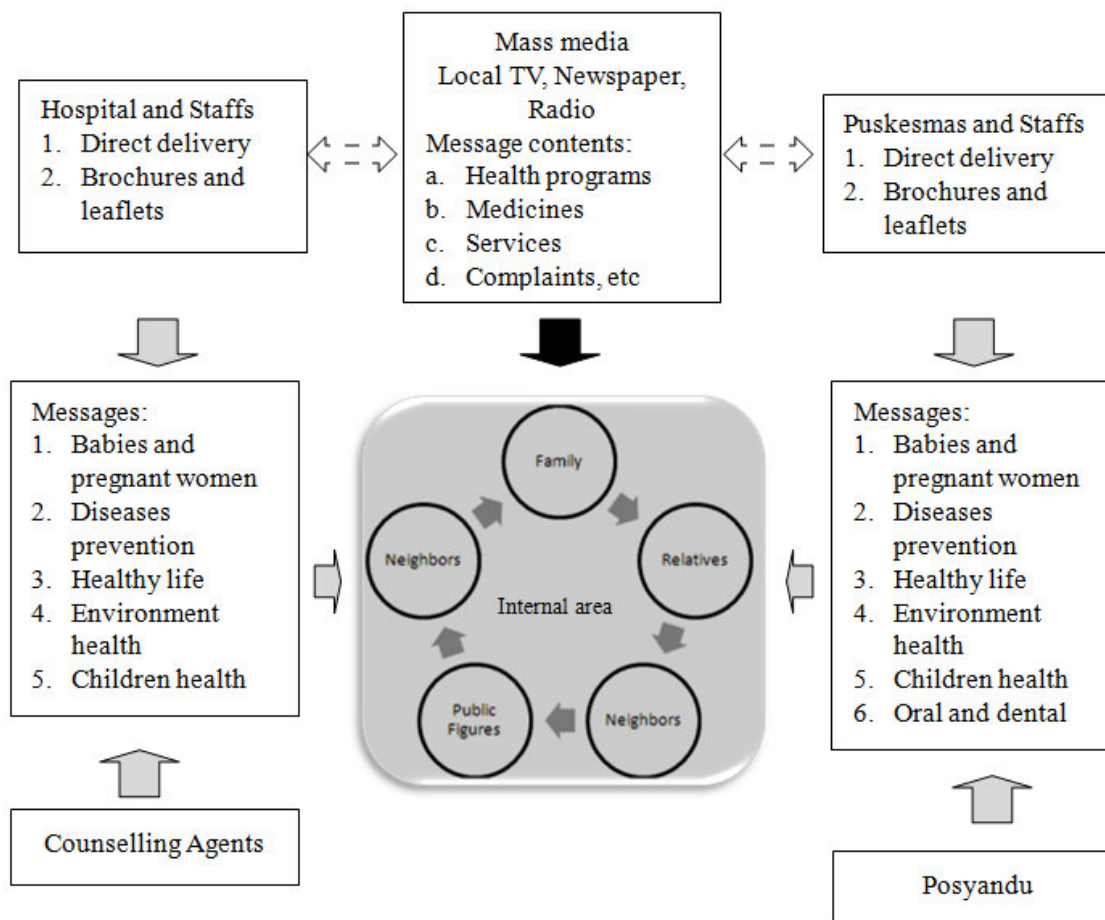 Mass media
Local TV, Newspaper,
Radio
Message contents:
a. Health programs
b. Medicines
c. Services
d. Complaints, etc
Hospital and Staffs
1. Direct delivery
2. Brochures and
leaflets
Puskesmas and Staffs
1. Direct delivery
2. Brochures and
leaflets
Messages:
1. Babies and
pregnant women
2. Diseases
prevention
3. Healthy life
4. Environment
health
5. Children health
Family
Relatives
Neighbors
Public
Figures
Neighbors
Internal area
Messages:
1. Babies and
pregnant women
2. Diseases
prevention
3. Healthy life
4. Environment
health
5. Children health
6. Oral and dental
Counselling Agents
Posyandu